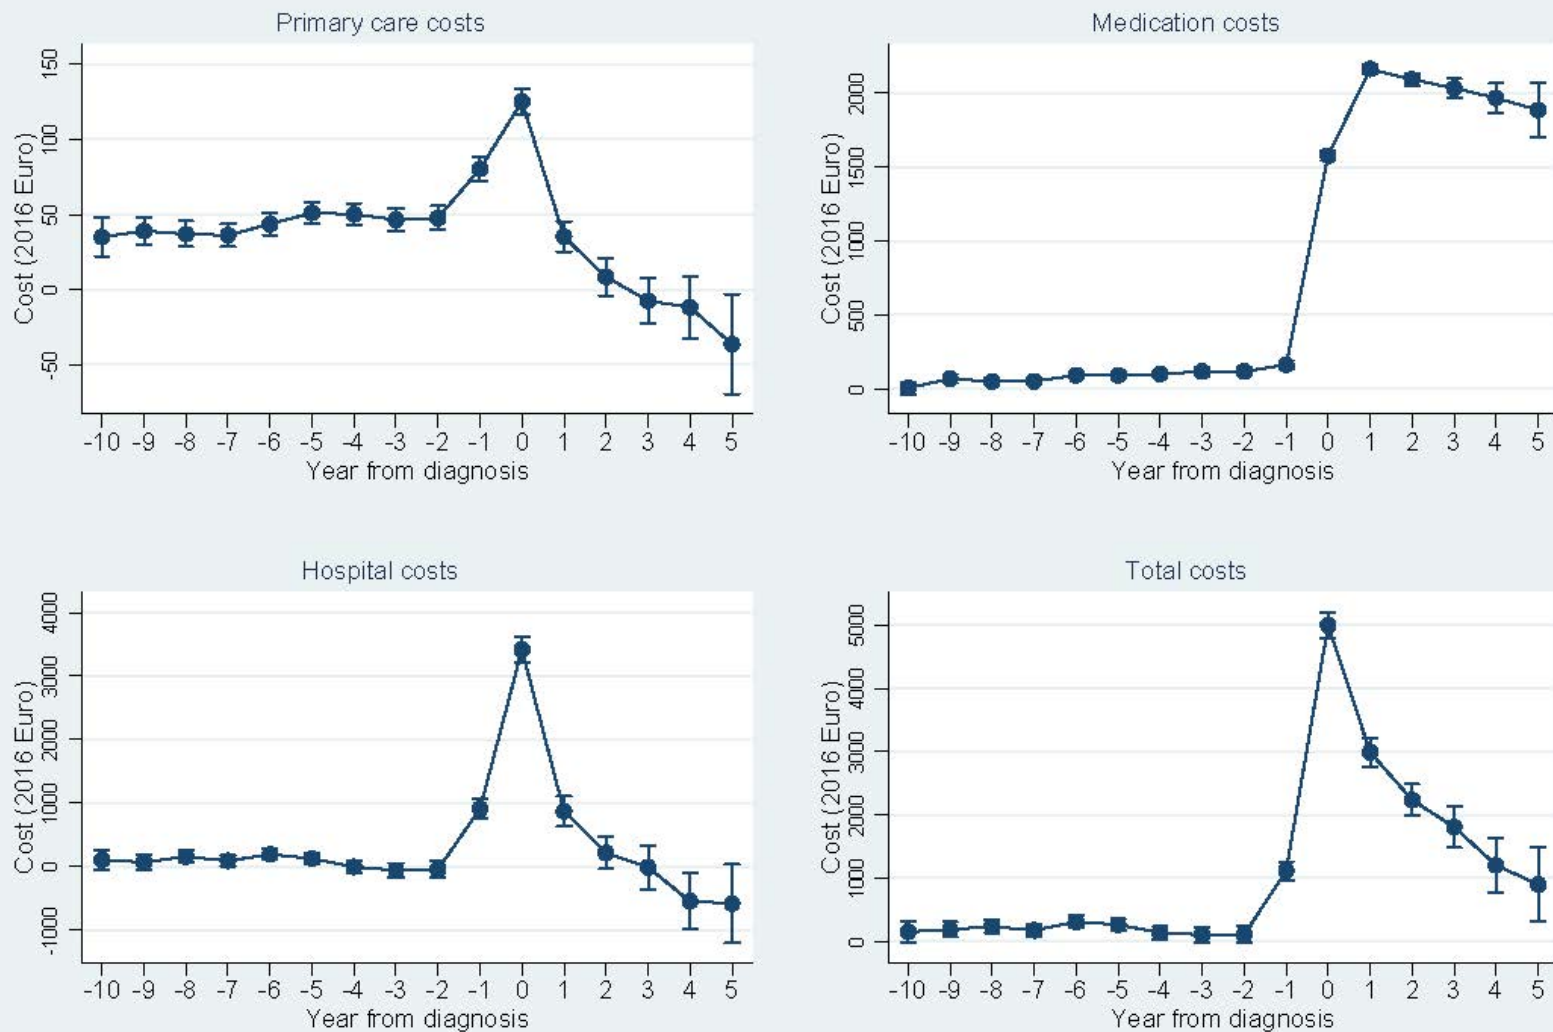 Primary care costs
Cost (2016 Euro)
150
100
50
0
-50
-10 -9 -8 -7 -6 -5 -4 -3 -2 -1 0 1 2 3 4 5
Year from diagnosis
Medication costs
Cost (2016 Euro)
2000
1500
1000
500
0
-10 -9 -8 -7 -6 -5 -4 -3 -2 -1 0 1 2 3 4 5
Year from diagnosis
Hospital costs
Cost (2016 Euro)
4000
3000
2000
1000
0
-1000
-10 -9 -8 -7 -6 -5 -4 -3 -2 -1 0 1 2 3 4 5
Year from diagnosis
Total costs
Cost (2016 Euro)
5000
4000
3000
2000
1000
0
-10 -9 -8 -7 -6 -5 -4 -3 -2 -1 0 1 2 3 4 5
Year from diagnosis